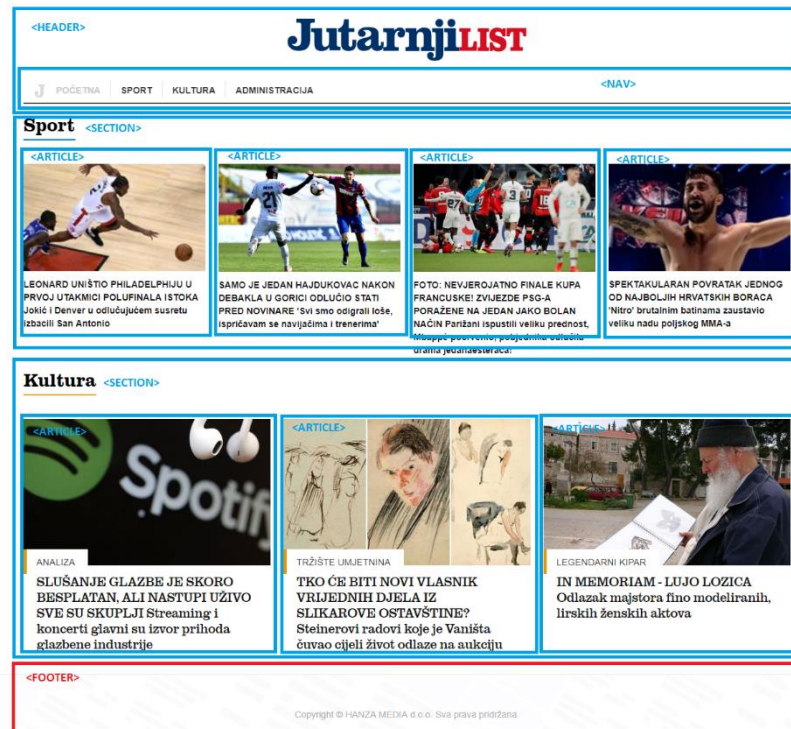 <HEADER>
JutarnjiLIST
J POČETNA SPORT KULTURA ADMINISTRACIJA
<NAV>
Sport <SECTION>
<ARTICLE>
LEONARD UNIŠTIO PHILADELPHIJU U
PRVOJ UTAKMICI POLUFINALA ISTOKA
Jokić i Denver u odlučujućem susretu
izbacili San Antonio
<ARTICLE>
SAMO JE JEDAN HAJDUKOVAC NAKON
DEBAKLA U GORICI ODLUČIO STATI
PRED NOVINARE 'Svi smo odigrali loše,
ispričavam se navijačima i trenerima'
<ARTICLE>
FOTO: NEVJEROJATNO FINALE KUPA
FRANCUSKE! ZVIJEZDE PSG-A
PORAŽENE NA JEDAN JAKO BOLAN
NAČIN Parižani ispustili veliku prednost,
Mbappé pocrvenio, pobjednika odlučila
drama jedanaesteraca!
<ARTICLE>
SPEKTAKULARAN POVRATAK JEDNOG
OD NAJBOLJIH HRVATSKIH BORACA
'Nitro' brutalnim batinama zaustavio
veliku nadu poljskog MMA-a
Kultura <SECTION>
<ARTICLE>
Spotify
ANALIZA
SLUŠANJE GLAZBE JE SKORO
BESPLATAN, ALI NASTUPI UŽIVO
SVE SU SKUPLJI Streaming i
koncerti glavni su izvor prihoda
glazbene industrije
<ARTICLE>
TRŽIŠTE UMJETNINA
TKO ĆE BITI NOVI VLASNIK
VRIJEDNIH DJELA IZ
SLIKAROVE OSTAVŠTINE?
Steinerovi radovi koje je Vaništa
čuvao cijeli život odlaze na aukciju
<ARTICLE>
LEGENDARNI KIPAR
IN MEMORIAM - LUJO LOZICA
Odlazak majstora fino modeliranih,
lirskih ženskih aktova
<FOOTER>
Copyright © HANZA MEDIA d.o.o. Sva prava pridržana.